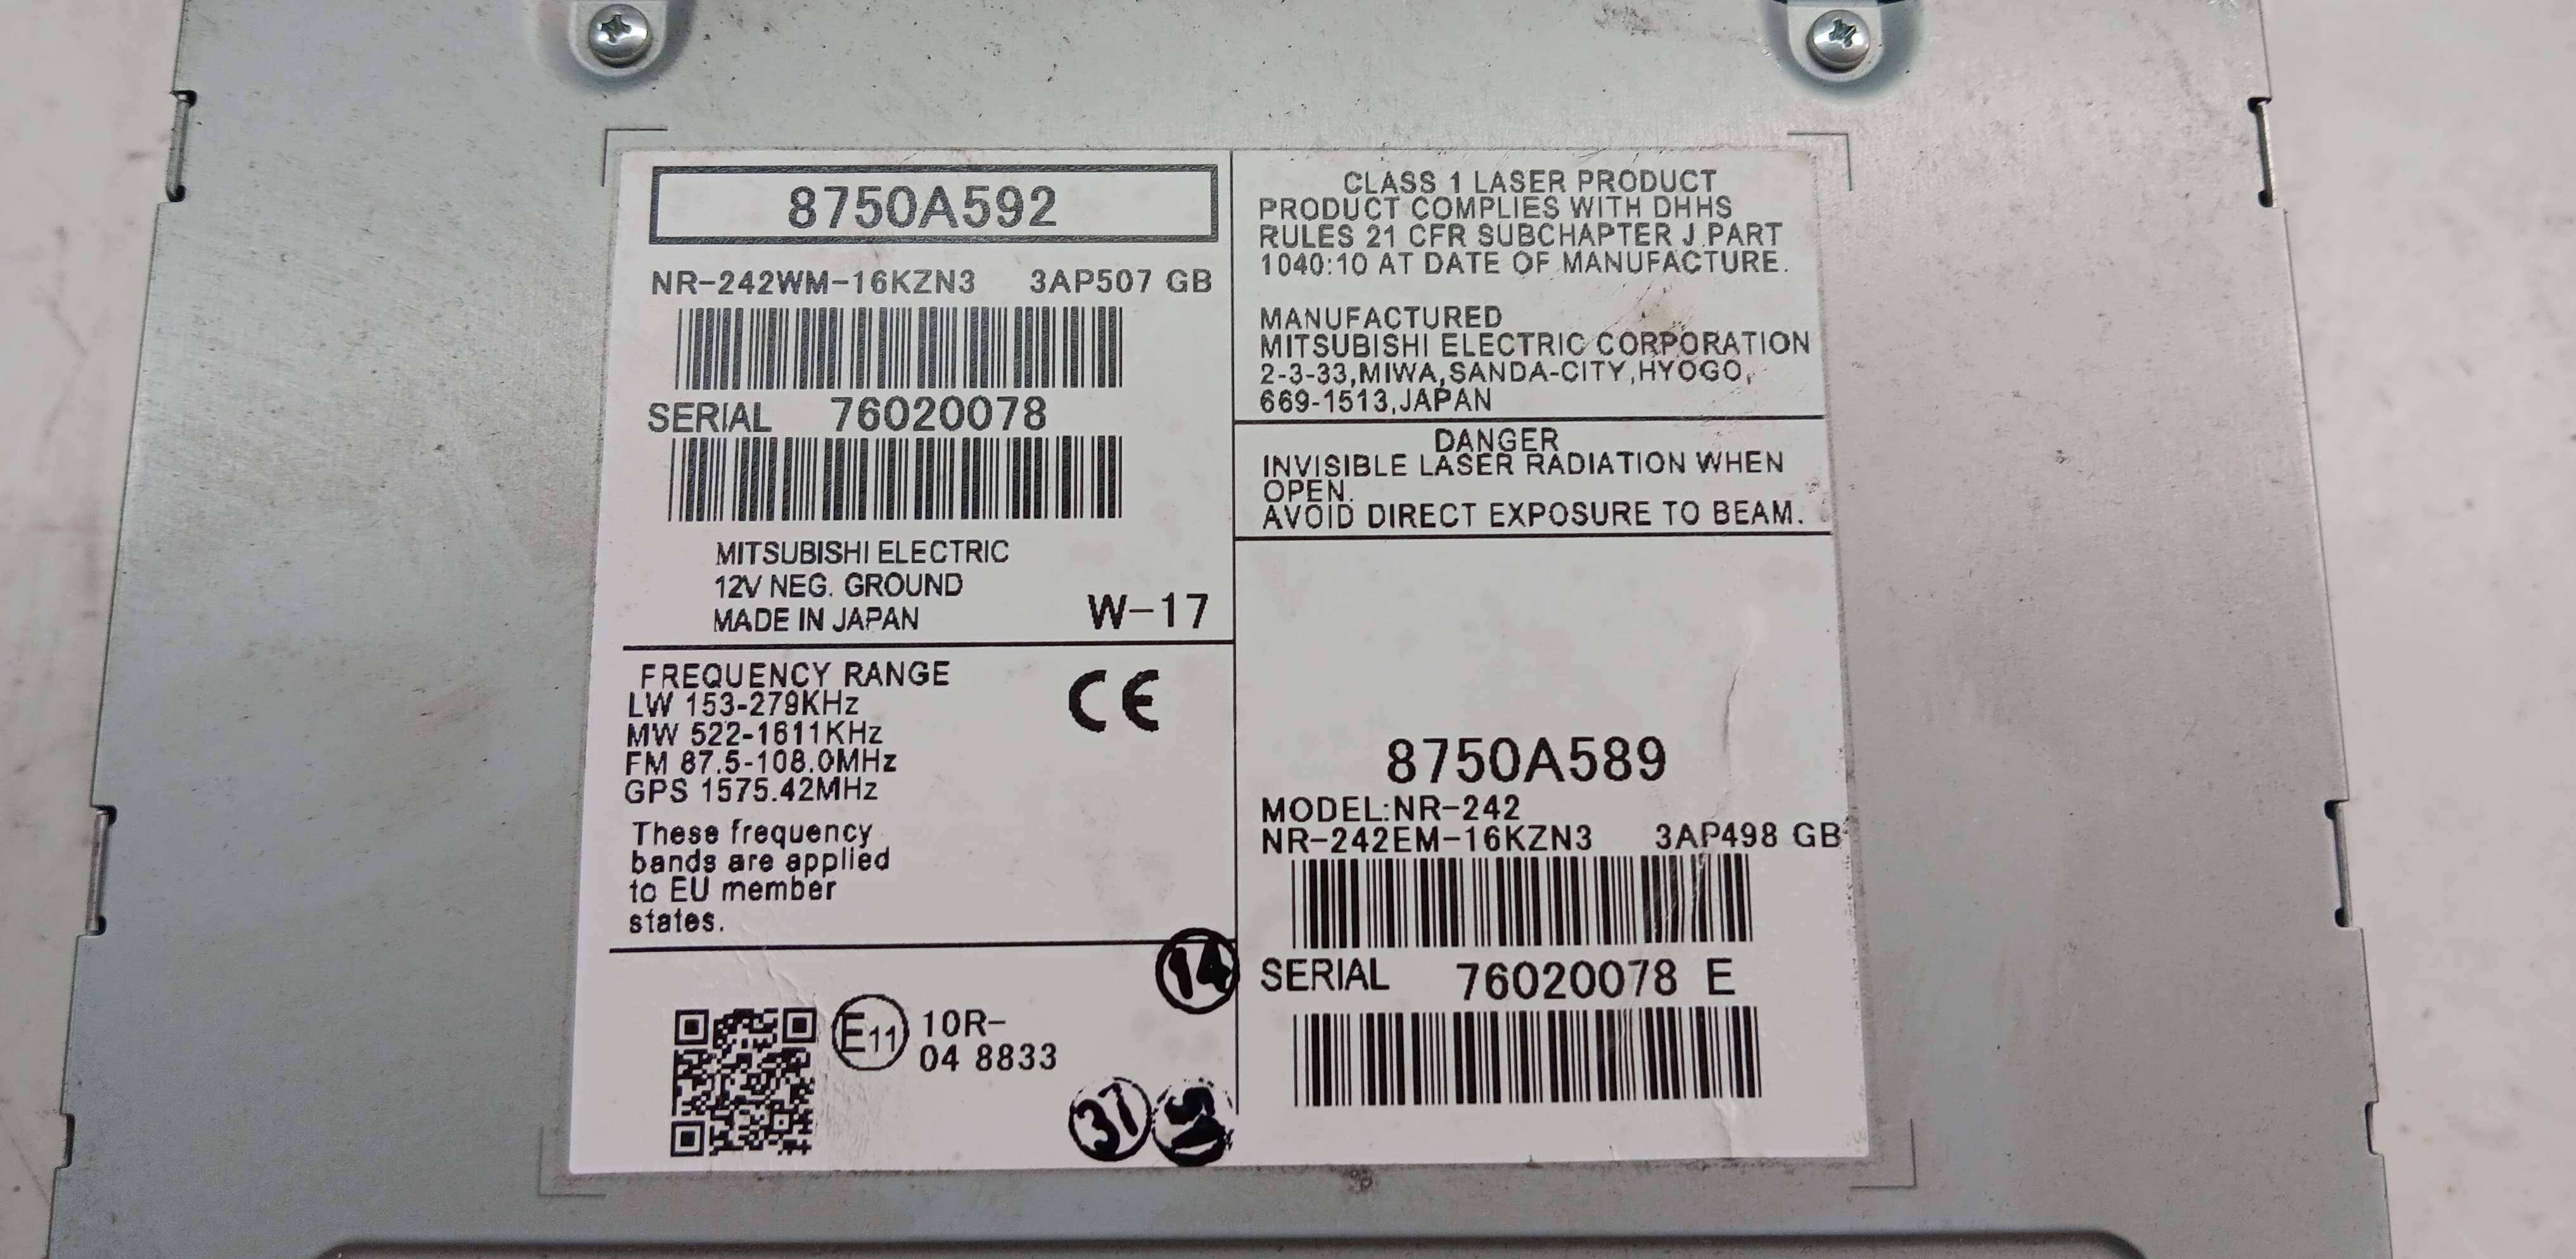 8750A592
NR-242WM-16KZN3 3AP507 GB
SERIAL 76020078
MITSUBISHI ELECTRIC
12V NEG. GROUND
MADE IN JAPAN W-17
FREQUENCY RANGE
LW 153-279KHz
MW 522-1611KHz
FM 87.5-108.0MHz
GPS 1575.42MHz
CE
These frequency
bands are applied
to EU member
states.
14
E11 10R-
04 8833
37
CLASS 1 LASER PRODUCT
PRODUCT COMPLIES WITH DHHS
RULES 21 CFR SUBCHAPTER J PART
1040:10 AT DATE OF MANUFACTURE.
MANUFACTURED
MITSUBISHI ELECTRIC CORPORATION
2-3-33,MIWA,SANDA-CITY,HYOGO,
669-1513,JAPAN
DANGER
INVISIBLE LASER RADIATION WHEN
OPEN.
AVOID DIRECT EXPOSURE TO BEAM.
8750A589
MODEL:NR-242
NR-242EM-16KZN3 3AP498 GB
SERIAL 76020078 E